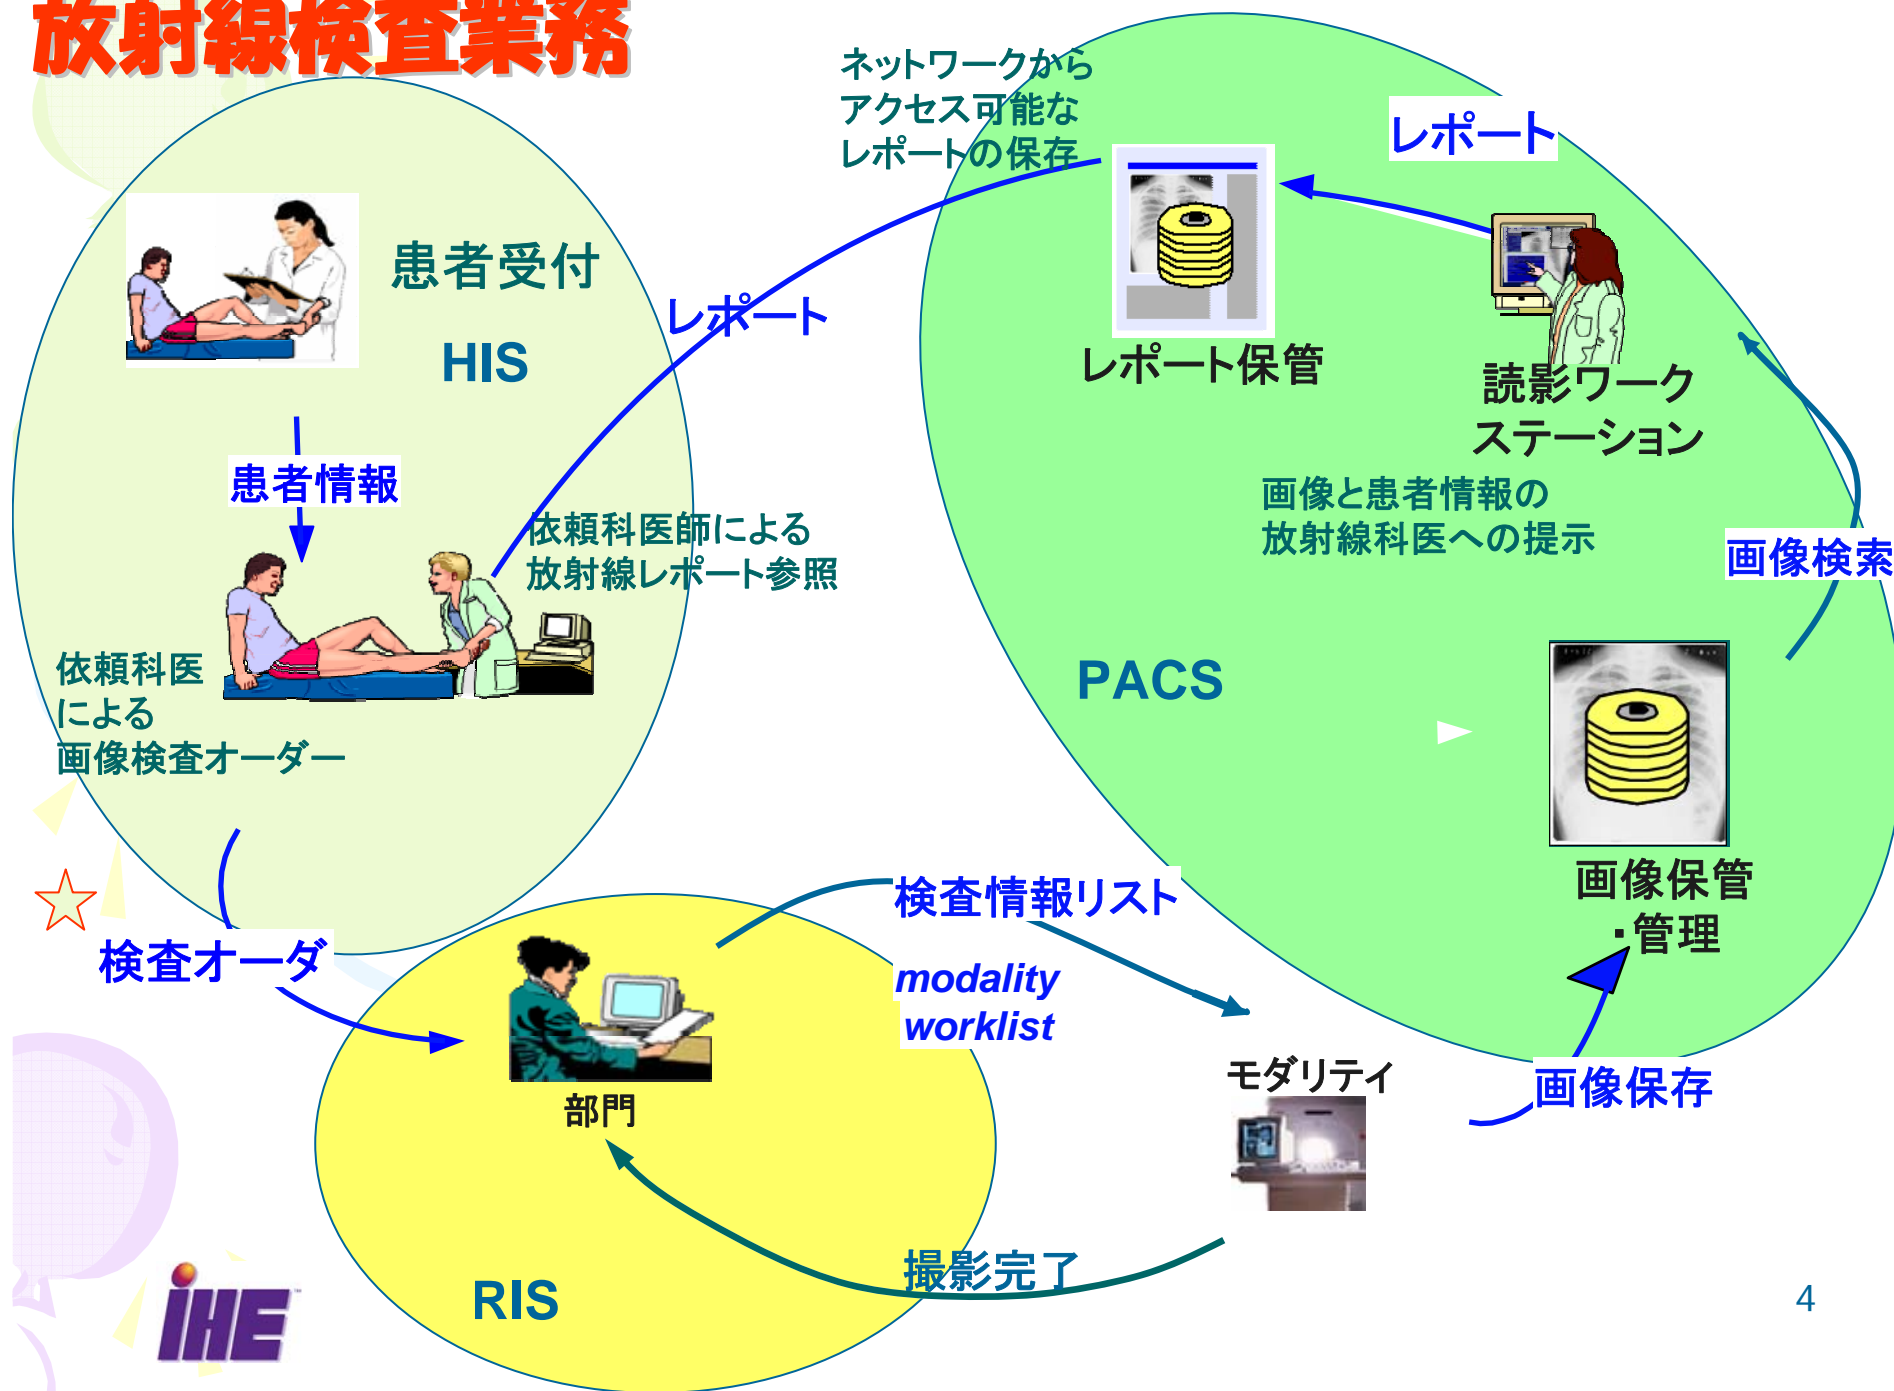 放射線検査業務
ネットワークから
アクセス可能な
レポートの保存
レポート
患者受付
HIS
レポート
レポート保管
読影ワーク
ステーション
患者情報
依頼科医師による
放射線レポート参照
画像と患者情報の
放射線科医への提示
画像検索
依頼科医
による
画像検査オーダー
PACS
画像保管
・管理
検査オーダ
検査情報リスト
modality
worklist
部門
モダリティ
画像保存
撮影完了
RIS
IHE
4